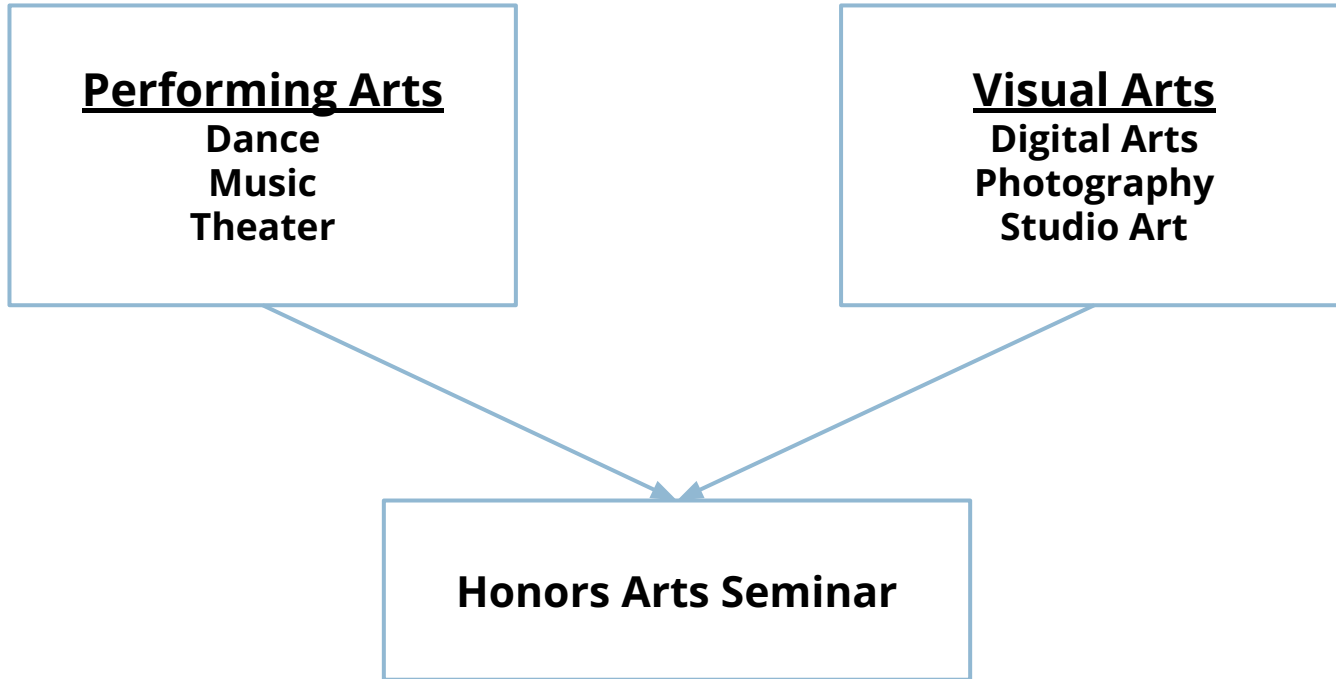 Performing Arts
Dance
Music
Theater
Visual Arts
Digital Arts
Photography
Studio Art
Honors Arts Seminar